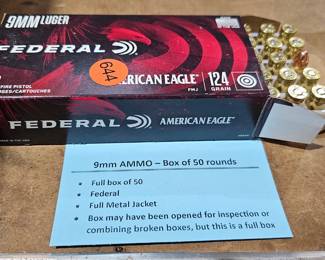 9MM LUGER
FEDERAL
644
AMERICAN EAGLE
FMJ
124
GRAIN
FEDERAL
AMERICAN EAGLE
9mm AMMO – Box of 50 rounds
• Full box of 50
• Federal
• Full Metal Jacket
• Box may have been opened for inspection or
combining broken boxes, but this is a full box